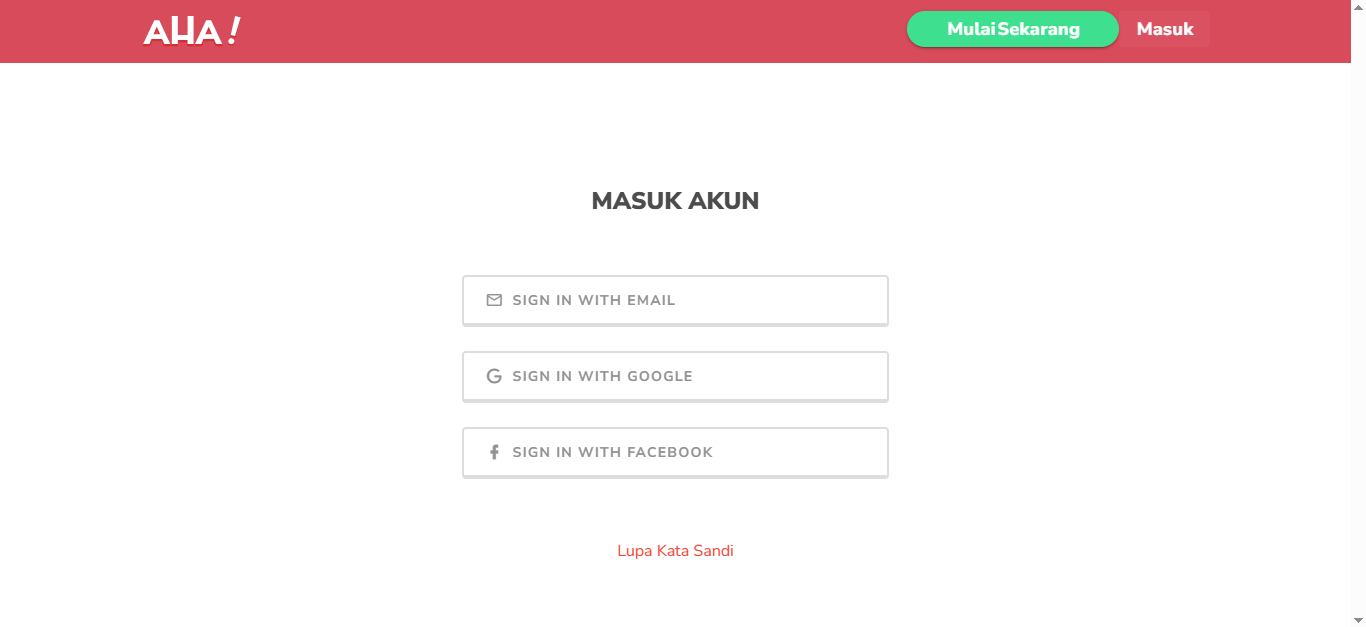 AHA!
Mulai Sekarang
Masuk
MASUK AKUN
SIGN IN WITH EMAIL
SIGN IN WITH GOOGLE
SIGN IN WITH FACEBOOK
Lupa Kata Sandi